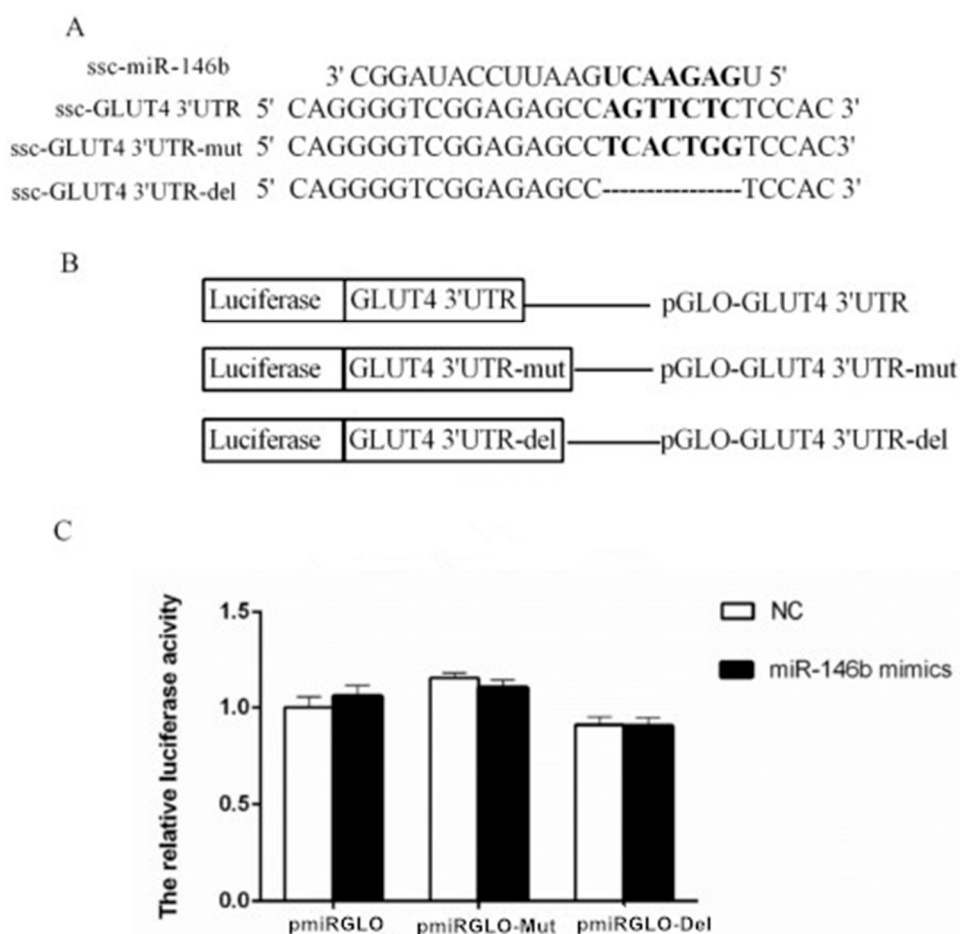 A
ssc-miR-146b 3' CGGAUACCUUAAGUCAAGAGU 5'
ssc-GLUT4 3'UTR 5' CAGGGGTCGGAGAGCCAGTTCTCTCCAC 3'
ssc-GLUT4 3'UTR-mut 5' CAGGGGTCGGAGAGCCTCACTGGTCCAC3'
ssc-GLUT4 3'UTR-del 5' CAGGGGTCGGAGAGCC----------------TCCAC 3'
B
Luciferase GLUT4 3'UTR pGLO-GLUT4 3'UTR
Luciferase GLUT4 3'UTR-mut pGLO-GLUT4 3'UTR-mut
Luciferase GLUT4 3'UTR-del pGLO-GLUT4 3'UTR-del
C
The relative luciferase acivity
1.5
1.0
0.5
0.0
NC
miR-146b mimics
pmiRGLO pmiRGLO-Mut pmiRGLO-Del